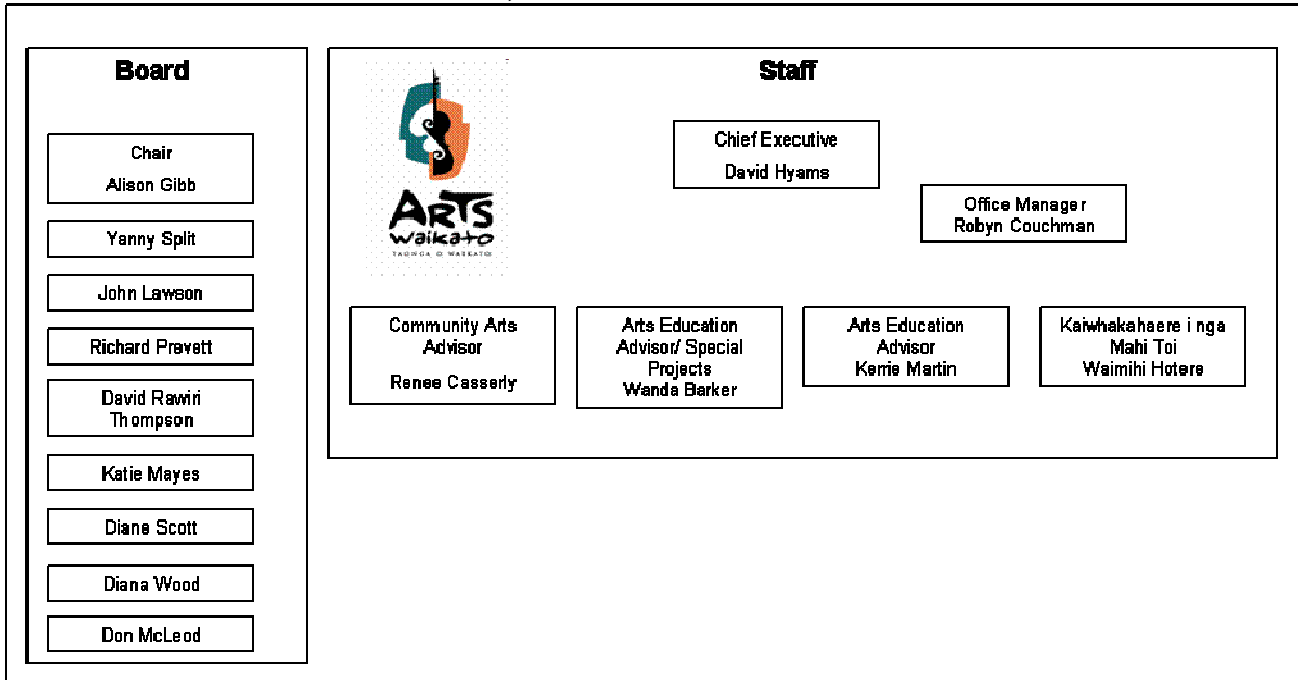 Board
Chair
Alison Gibb
Yanny Split
John Lawson
Richard Prevett
David Rawiri
Thompson
Katie Mayes
Diane Scott
Diana Wood
Don McLeod
Staff
ARTS
waikato
TAONGA O WAIKATO
Chief Executive
David Hyams
Office Manager
Robyn Couchman
Community Arts
Advisor
Renee Casserly
Arts Education
Advisor/ Special
Projects
Wanda Barker
Arts Education
Advisor
Kerrie Martin
Kaiwhakahaere i nga
Mahi Toi
Waimihi Hotere